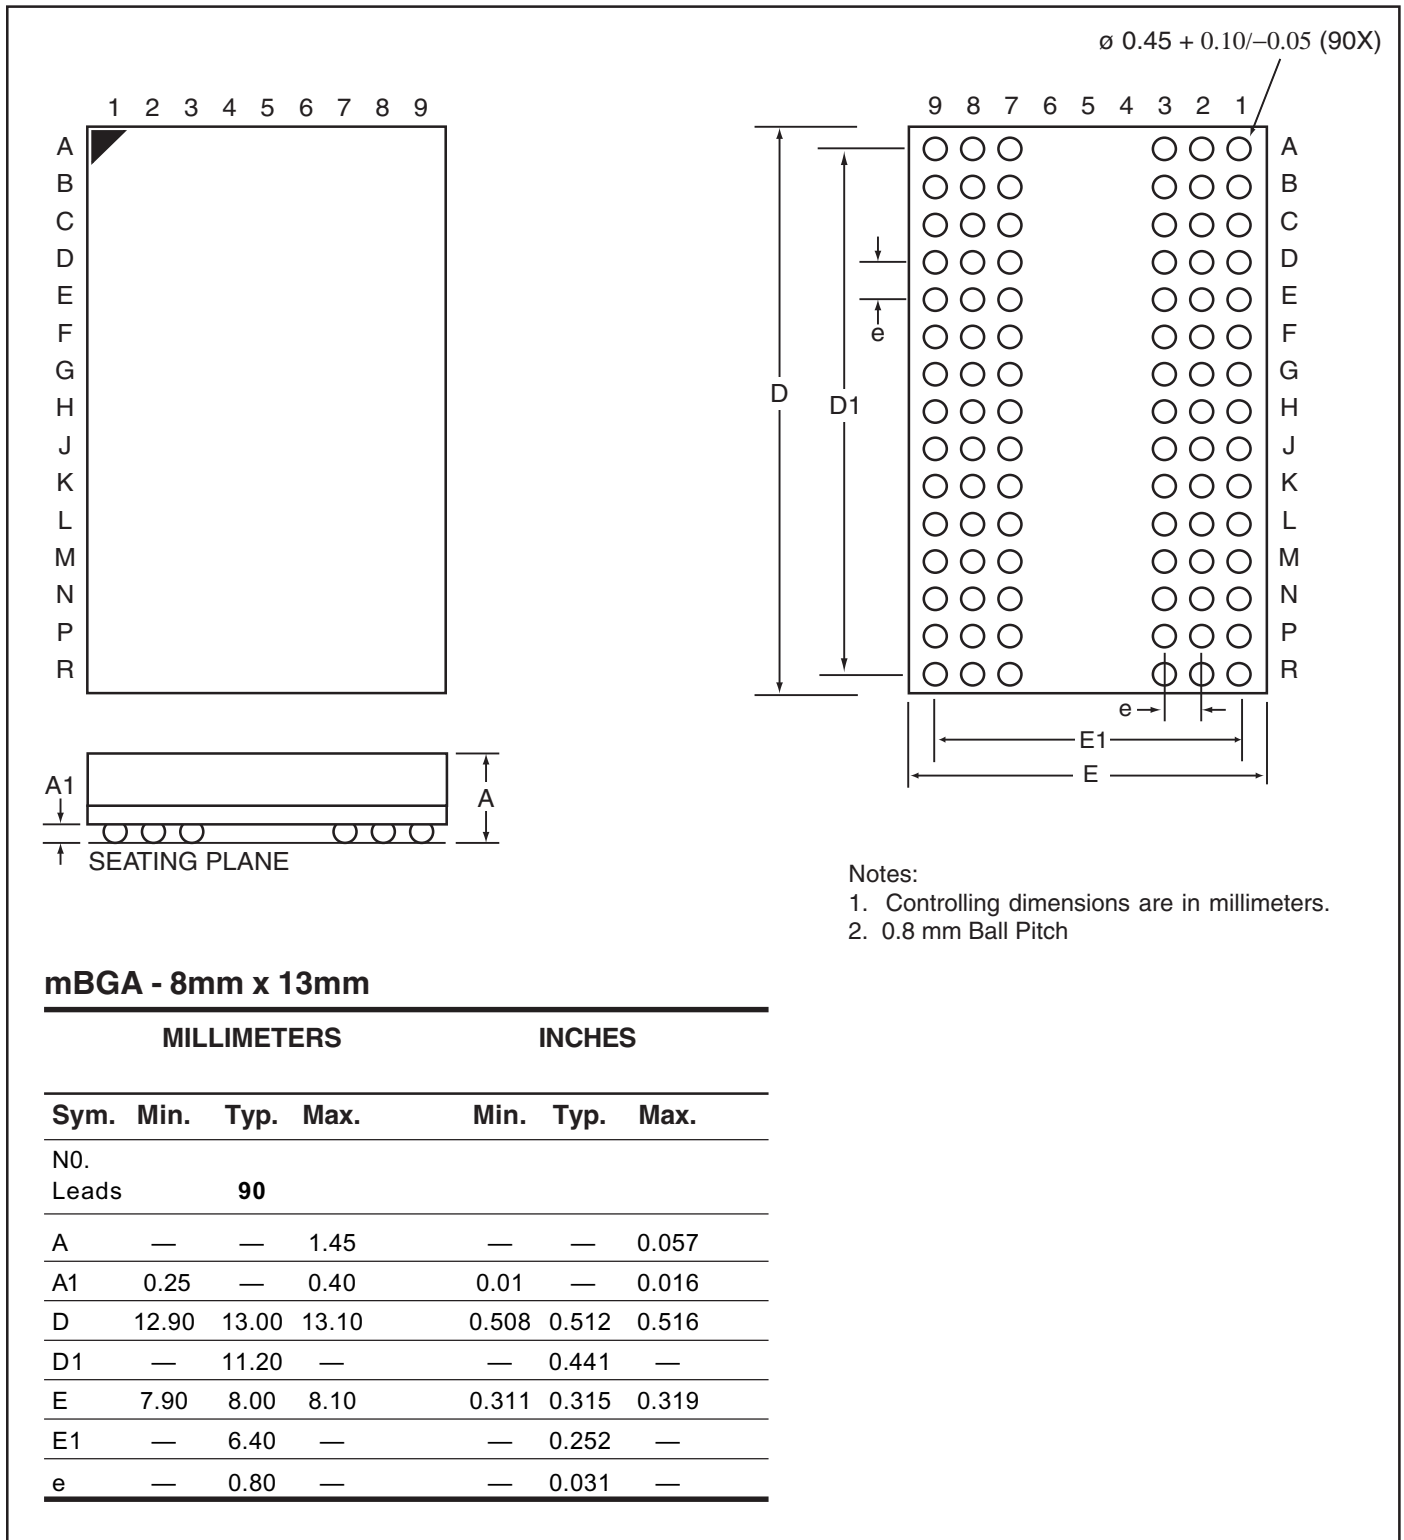 ø 0.45 + 0.10/–0.05 (90X)
1 2 3 4 5 6 7 8 9
A
B
C
D
E
F
G
H
J
K
L
M
N
P
R
9 8 7 6 5 4 3 2 1
A
B
C
D
E
F
G
H
J
K
L
M
N
P
R
e
D
D1
e
E1
E
A1
A
SEATING PLANE
Notes:
1. Controlling dimensions are in millimeters.
2. 0.8 mm Ball Pitch
mBGA - 8mm x 13mm
MILLIMETERS INCHES
Sym. Min. Typ. Max. Min. Typ. Max.
N0.
Leads 90
A — — 1.45 — — 0.057
A1 0.25 — 0.40 0.01 — 0.016
D 12.90 13.00 13.10 0.508 0.512 0.516
D1 — 11.20 — — 0.441 —
E 7.90 8.00 8.10 0.311 0.315 0.319
E1 — 6.40 — — 0.252 —
e — 0.80 — — 0.031 —